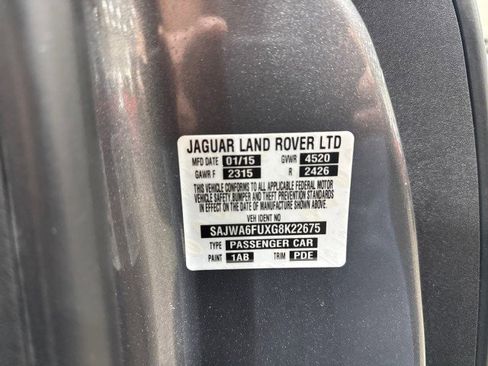 JAGUAR LAND ROVER LTD
MFD DATE 01/15 GVWR 4520
GAWR F 2315 R 2426
THIS VEHICLE CONFORMS TO ALL APPLICABLE FEDERAL MOTOR
VEHICLE SAFETY,BUMPER AND THEFT PREVENTION STANDARDS
IN EFFECT ON THE DATE OF MANUFACTURE SHOWN ABOVE
VEH IDENT NO
SAJWA6FUXG8K22675
TYPE PASSENGER CAR
PAINT 1AB TRIM PDE